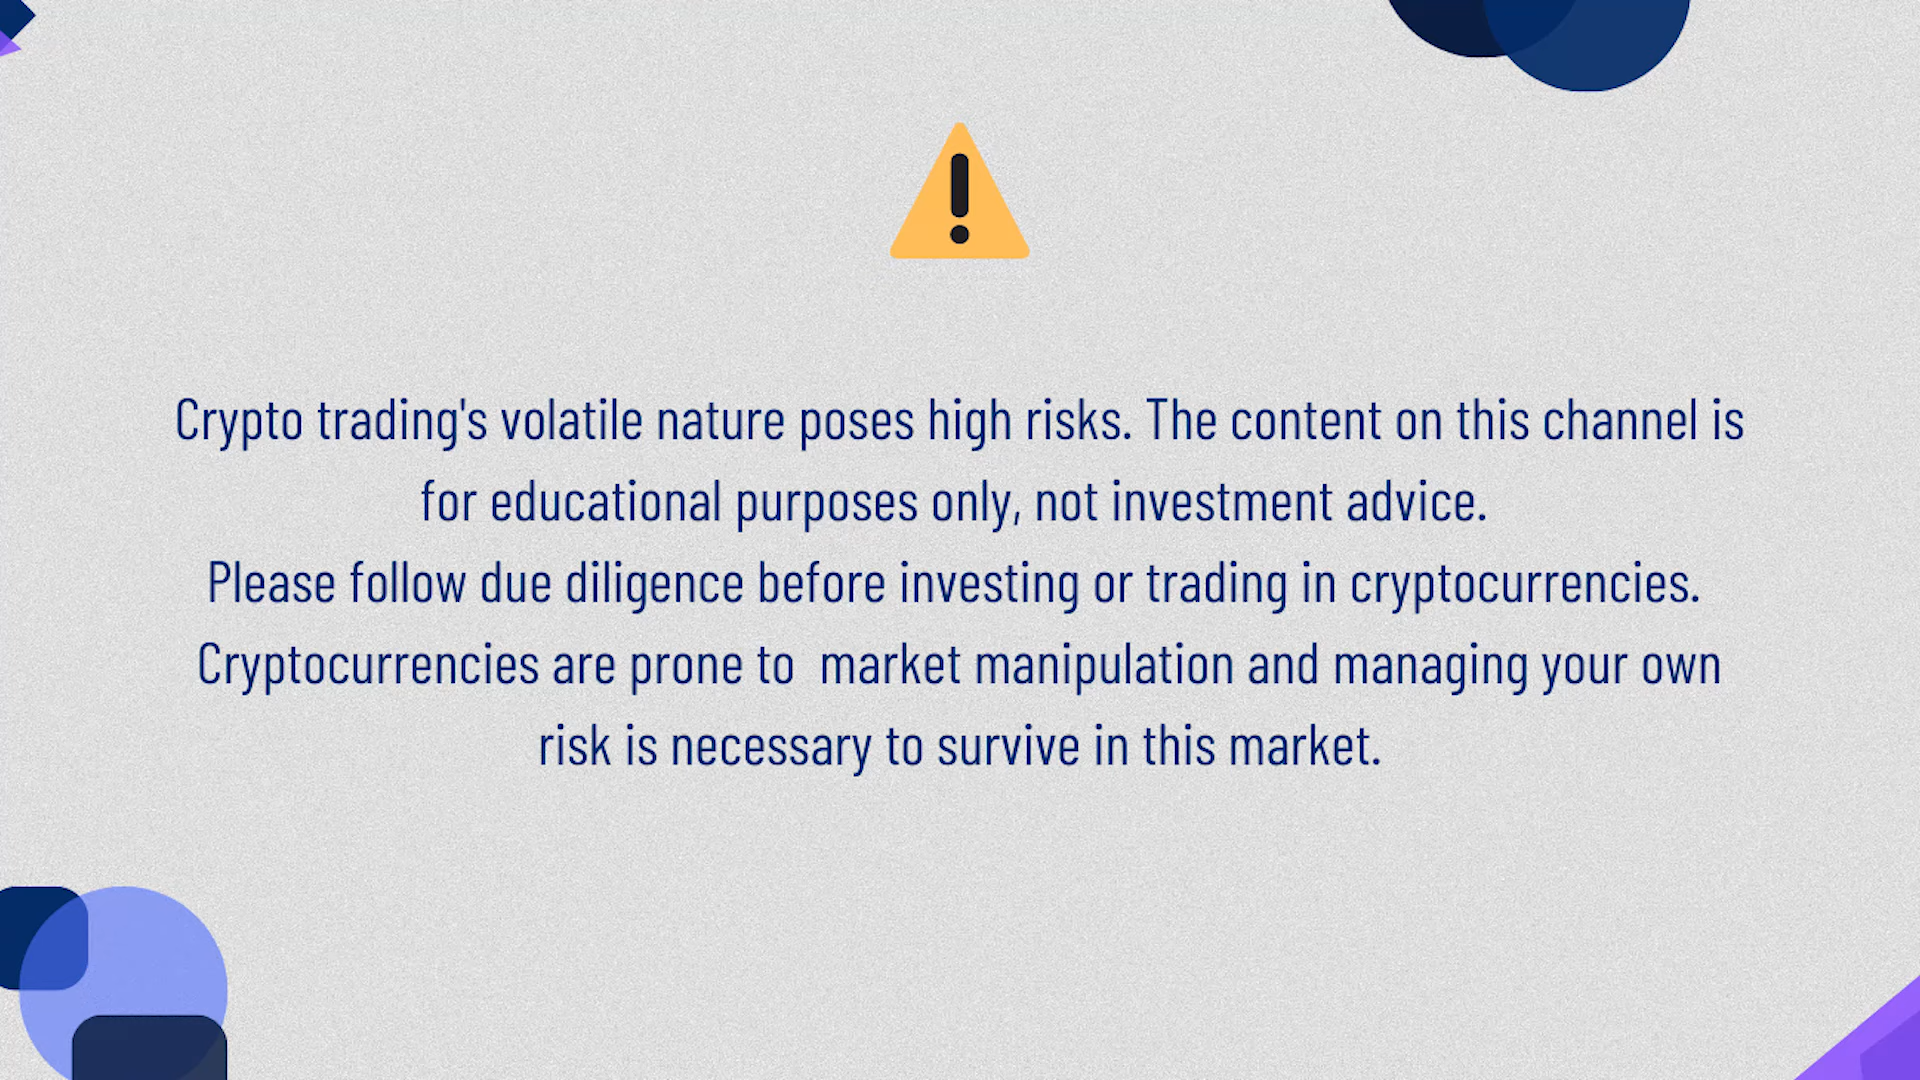 Crypto trading's volatile nature poses high risks. The content on this channel is
for educational purposes only, not investment advice.
Please follow due diligence before investing or trading in cryptocurrencies.
Cryptocurrencies are prone to  market manipulation and managing your own
risk is necessary to survive in this market.